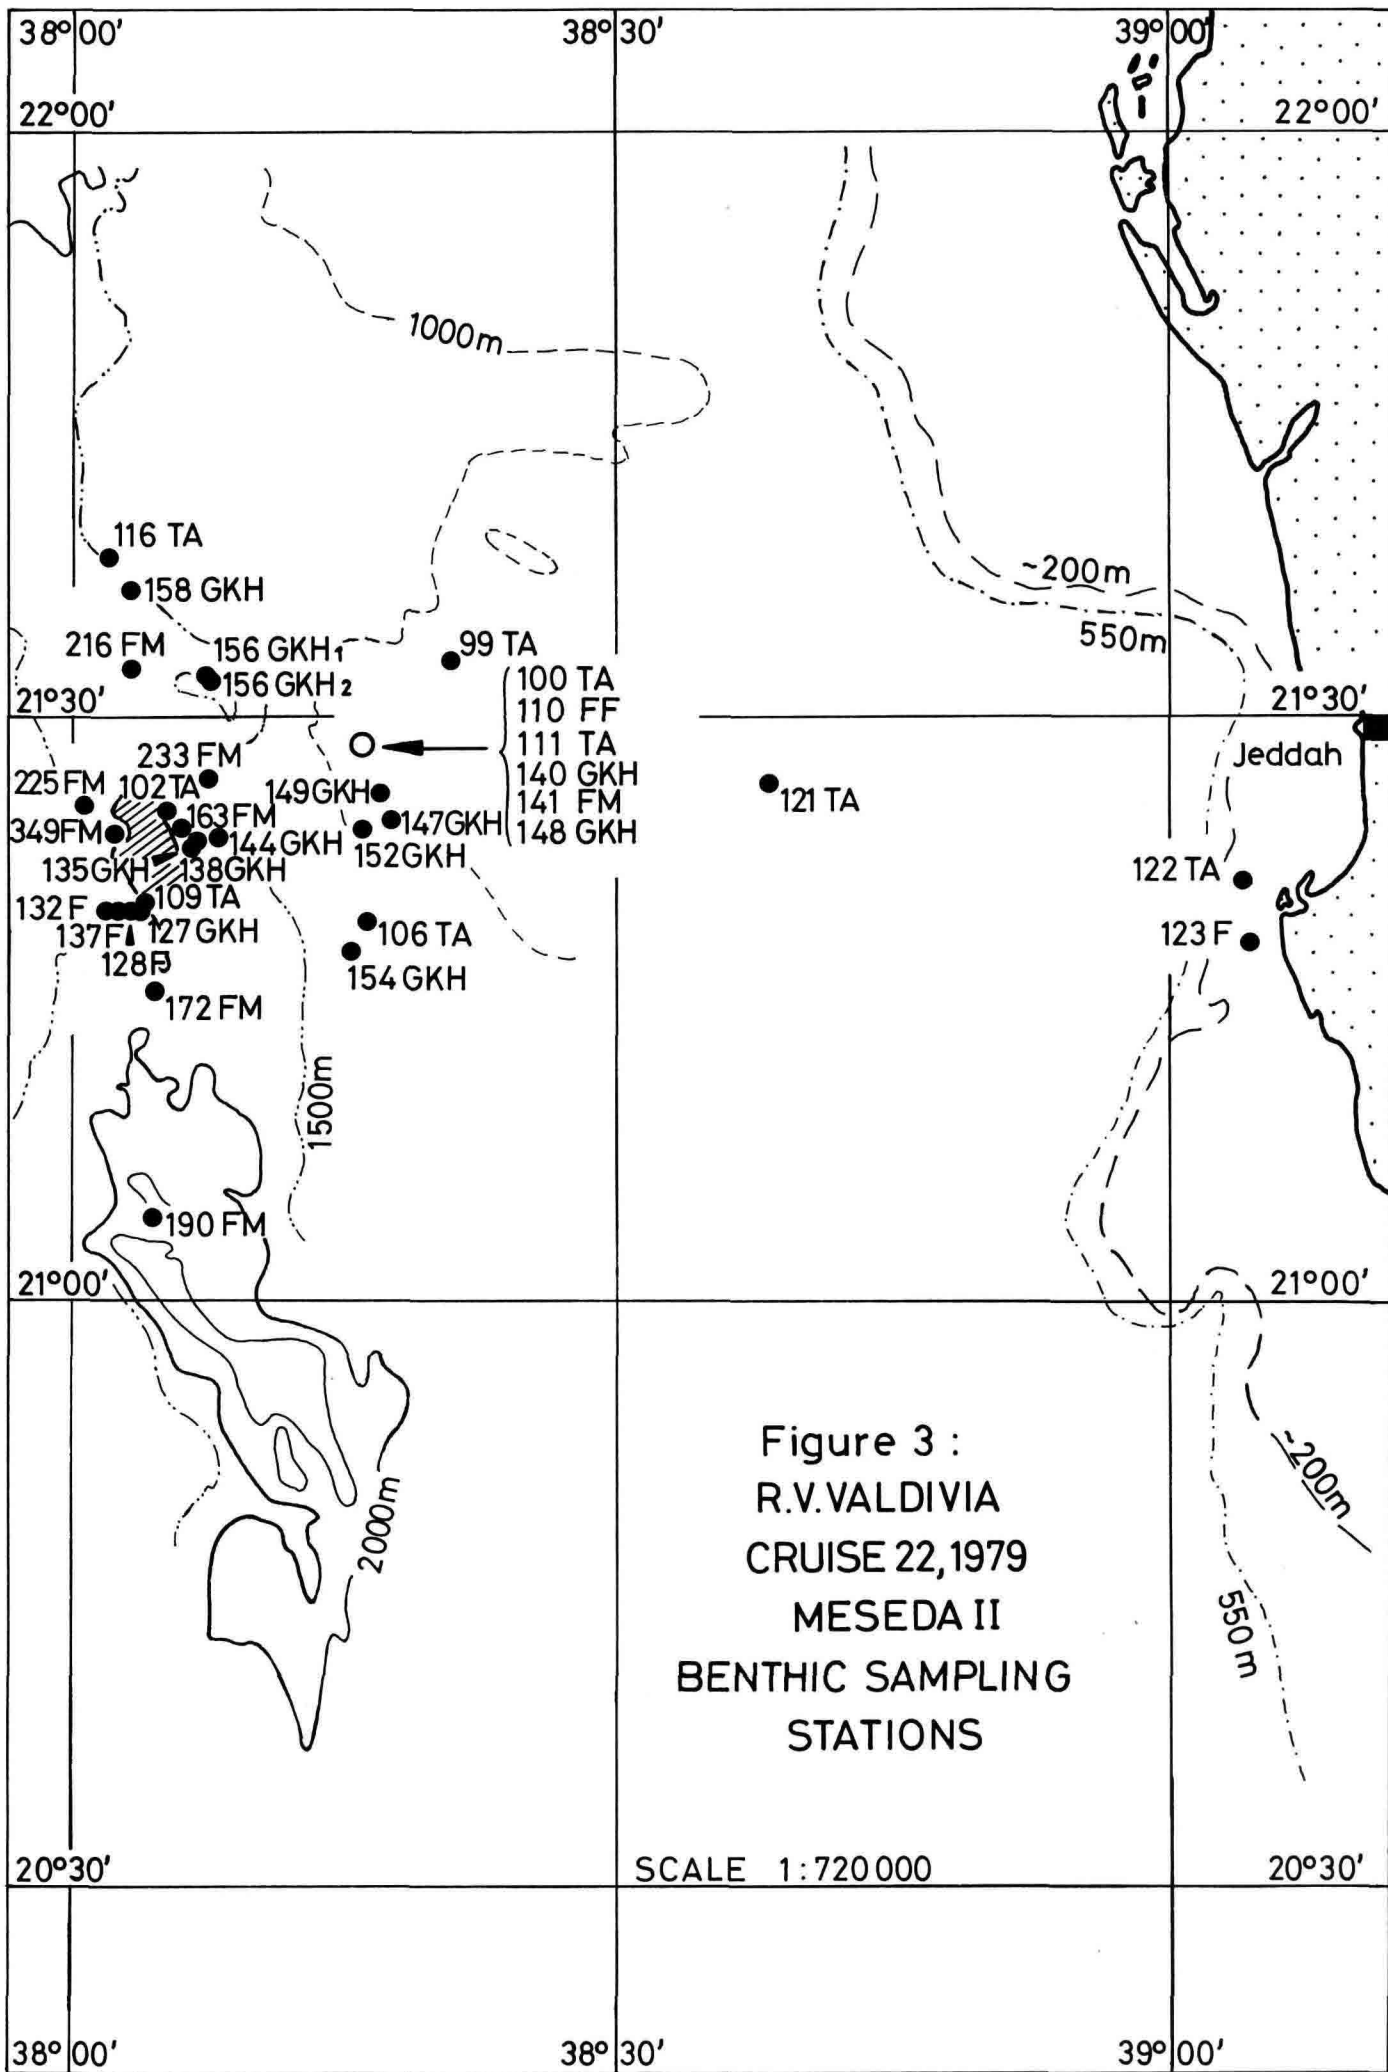 38°00'
38°30'
39°00'
22°00'
22°00'
1000m
116 TA
158 GKH
~200m
550m
216 FM
156 GKH1
99 TA
156 GKH2
100 TA
110 FF
111 TA
140 GKH
141 FM
148 GKH
21°30'
21°30'
Jeddah
233 FM
225 FM
102 TA
149 GKH
121 TA
163 FM
147 GKH
349 FM
144 GKH
152 GKH
135 GKH
138 GKH
122 TA
109 TA
132 F
127 GKH
106 TA
123 F
137 F
128 F
154 GKH
172 FM
1500m
190 FM
21°00'
21°00'
Figure 3 :
R.V. VALDIVIA
CRUISE 22, 1979
MESEDA II
BENTHIC SAMPLING
STATIONS
2000m
~200m
550m
20°30'
SCALE 1:720 000
20°30'
38°00'
38°30'
39°00'